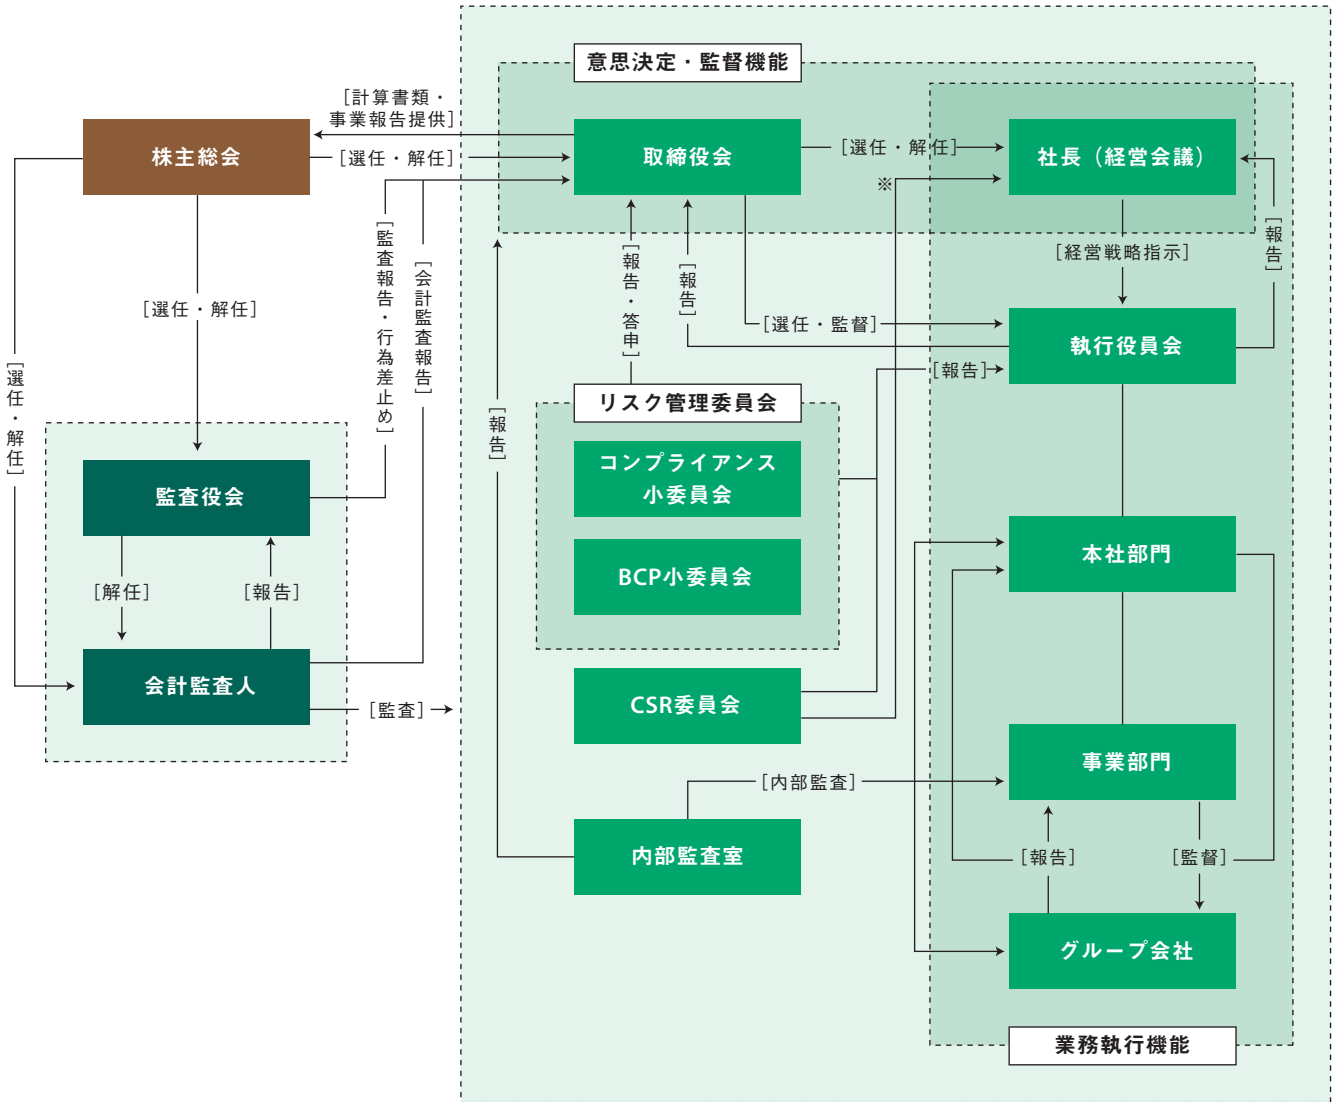 意思決定・監督機能
[計算書類・
事業報告提供]
株主総会
[選任・解任]
取締役会
[選任・解任]
社長（経営会議）
※
[監査報告・行為差止め]
[会計監査報告]
[報告・答申]
[報告]
[経営戦略指示]
[報告]
[選任・解任]
[選任・監督]
執行役員会
[選任・解任]
[報告]
[報告]
リスク管理委員会
コンプライアンス
小委員会
監査役会
本社部門
BCP小委員会
[解任]
[報告]
会計監査人
[監査]
CSR委員会
事業部門
[内部監査]
内部監査室
[報告]
[監督]
グループ会社
業務執行機能